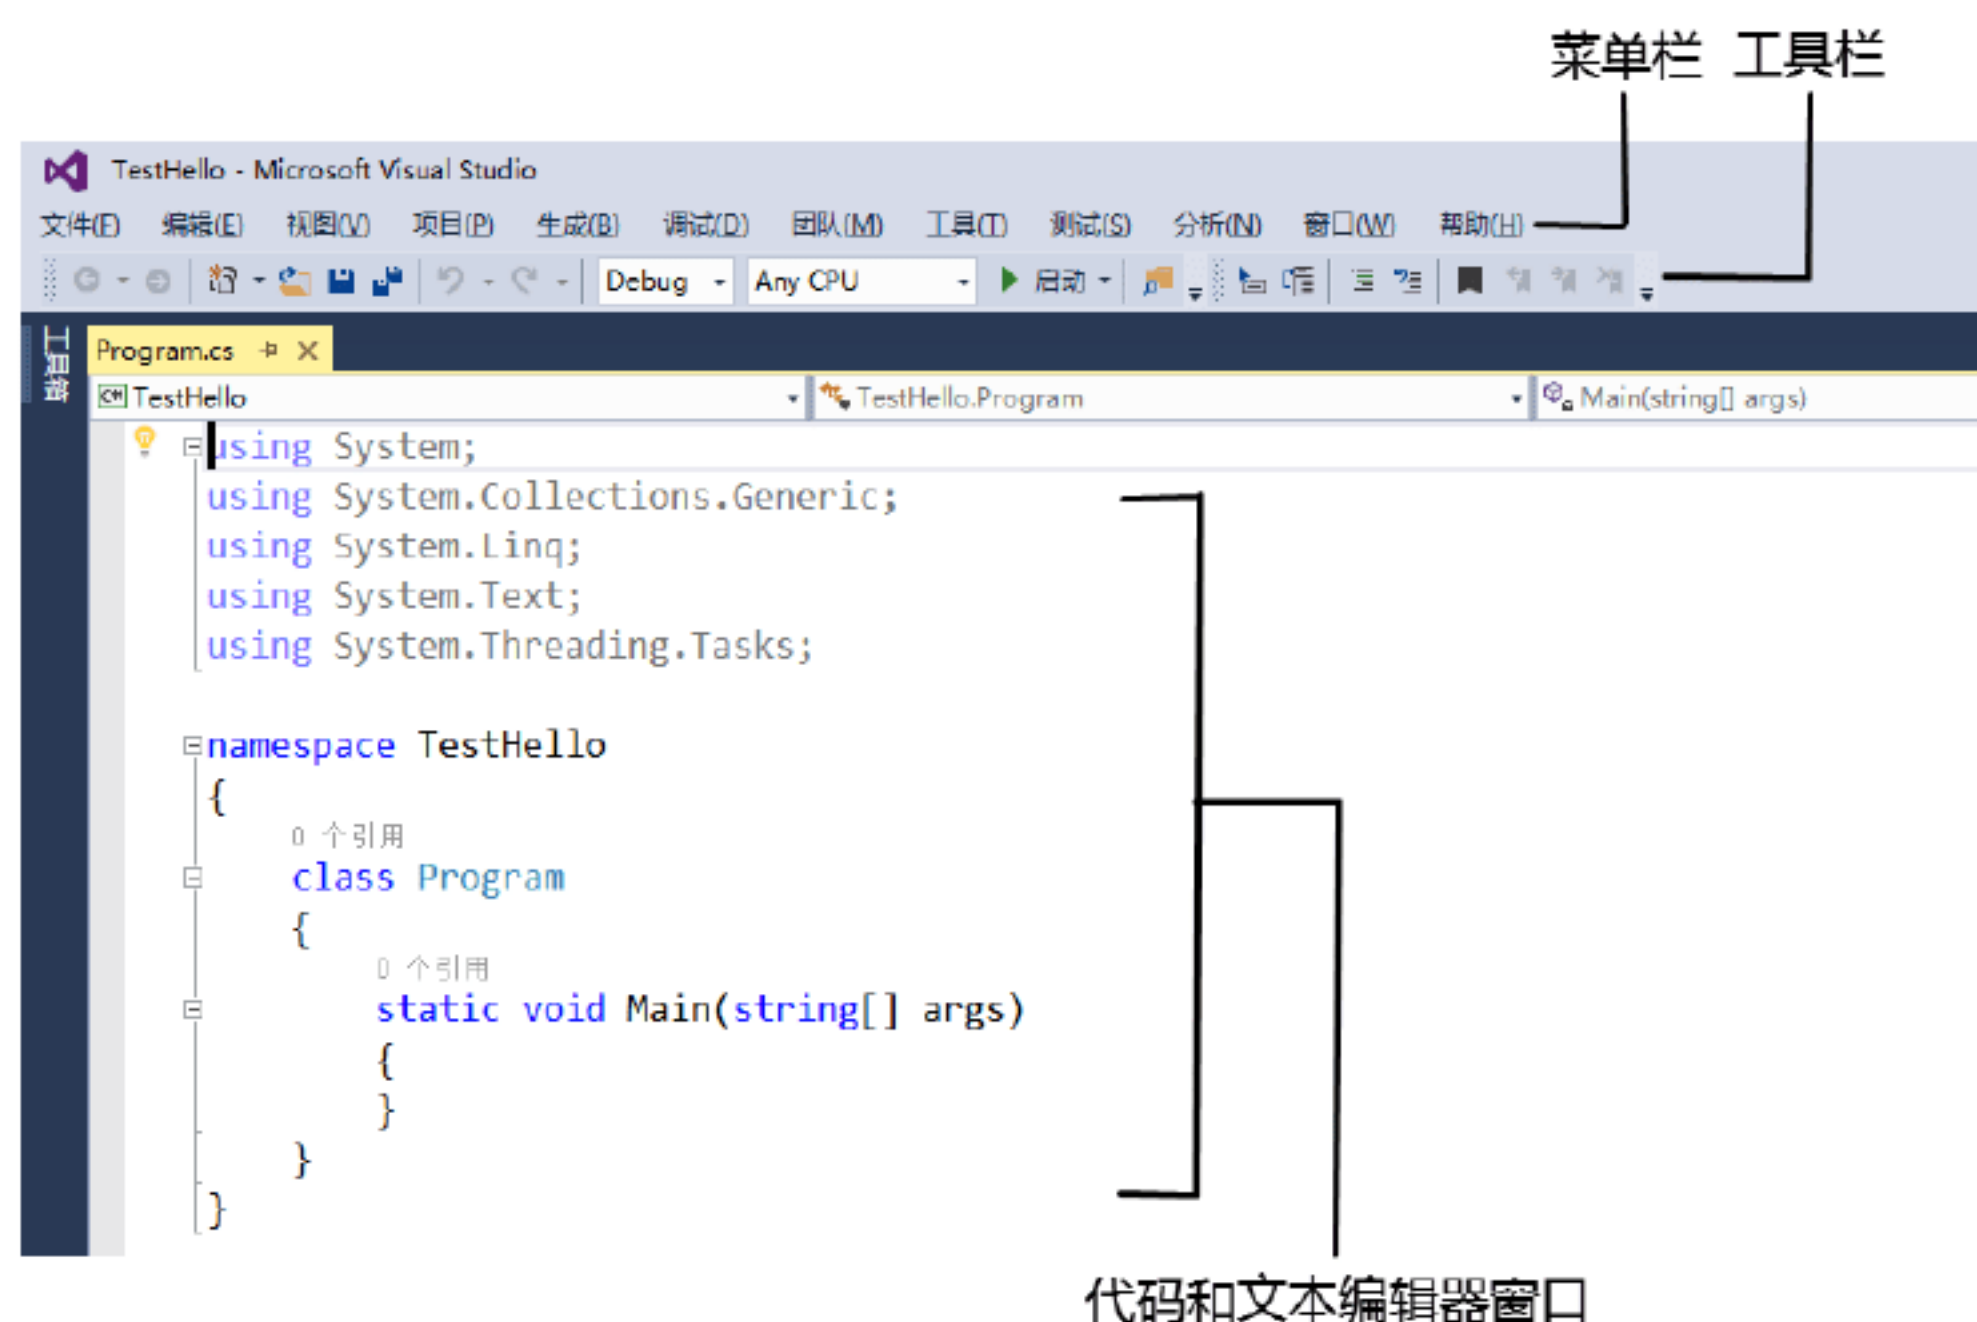 菜单栏 工具栏
TestHello - Microsoft Visual Studio
文件(F) 编辑(E) 视图(V) 项目(P) 生成(B) 调试(D) 团队(M) 工具(T) 测试(S) 分析(N) 窗口(W) 帮助(H)
Debug Any CPU 启动
工具箱
Program.cs
TestHello TestHello.Program Main(string[] args)
using System;
using System.Collections.Generic;
using System.Linq;
using System.Text;
using System.Threading.Tasks;
namespace TestHello
{
0 个引用
class Program
{
0 个引用
static void Main(string[] args)
{
}
}
}
代码和文本编辑器窗口